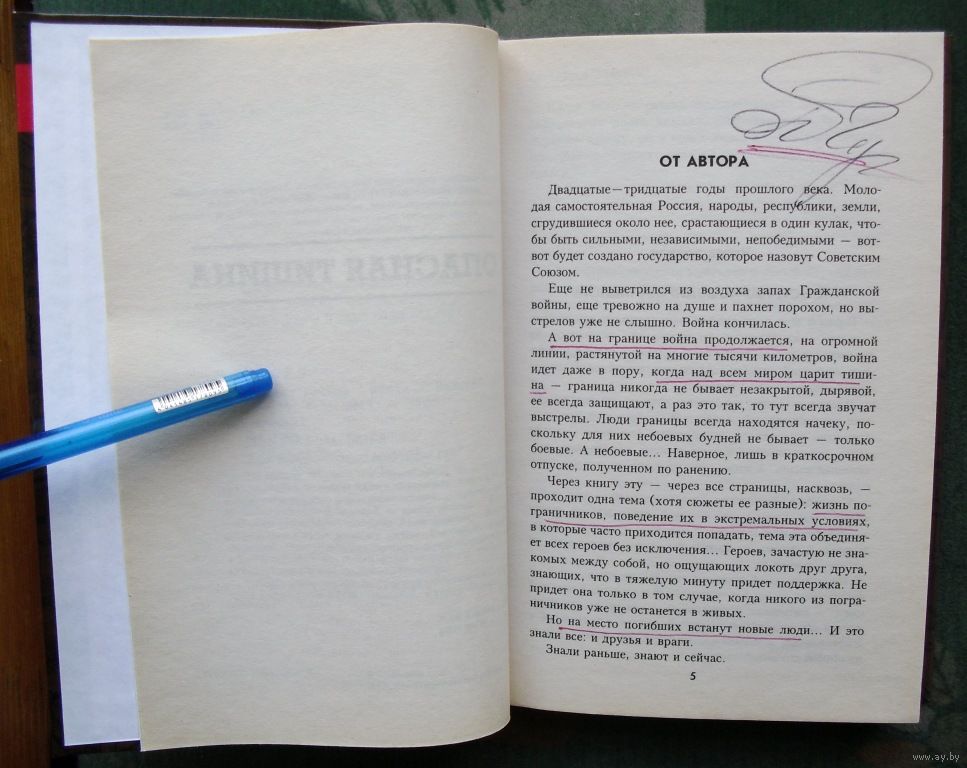 ОПАСНАЯ ТИШИНА
ОТ АВТОРА
Двадцатые—тридцатые годы прошлого века. Моло-
дая самостоятельная Россия, народы, республики, земли,
сгрудившиеся около нее, срастающиеся в один кулак, что-
бы быть сильными, независимыми, непобедимыми — вот-
вот будет создано государство, которое назовут Советским
Союзом.
Еще не выветрился из воздуха запах Гражданской
войны, еще тревожно на душе и пахнет порохом, но вы-
стрелов уже не слышно. Война кончилась.
А вот на границе война продолжается, на огромной
линии, растянутой на многие тысячи километров, война
идет даже в пору, когда над всем миром царит тиши-
на — граница никогда не бывает незакрытой, дырявой,
ее всегда защищают, а раз это так, то тут всегда звучат
выстрелы. Люди границы всегда находятся начеку, по-
скольку для них небоевых будней не бывает — только
боевые. А небоевые... Наверное, лишь в краткосрочном
отпуске, полученном по ранению.
Через книгу эту — через все страницы, насквозь, —
проходит одна тема (хотя сюжеты ее разные): жизнь по-
граничников, поведение их в экстремальных условиях,
в которые часто приходится попадать, тема эта объединя-
ет всех героев без исключения... Героев, зачастую не зна-
комых между собой, но ощущающих локоть друг друга,
знающих, что в тяжелую минуту придет поддержка. Не
придет она только в том случае, когда никого из погра-
ничников уже не останется в живых.
Но на место погибших встанут новые люди... И это
знали все: и друзья и враги.
Знали раньше, знают и сейчас.
5
www.ay.by